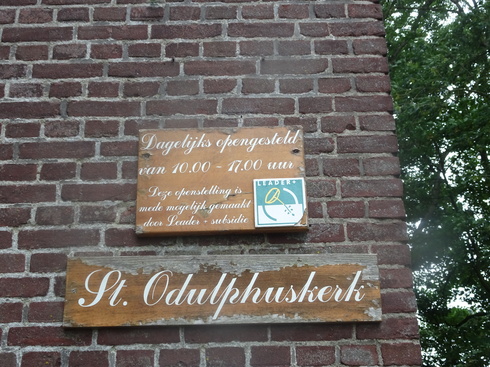 Dagelijks opengesteld
van 10.00 - 17.00 uur
Deze openstelling is
mede mogelijk gemaakt
door Leader + subsidie
LEADER+
St. Odulphuskerk